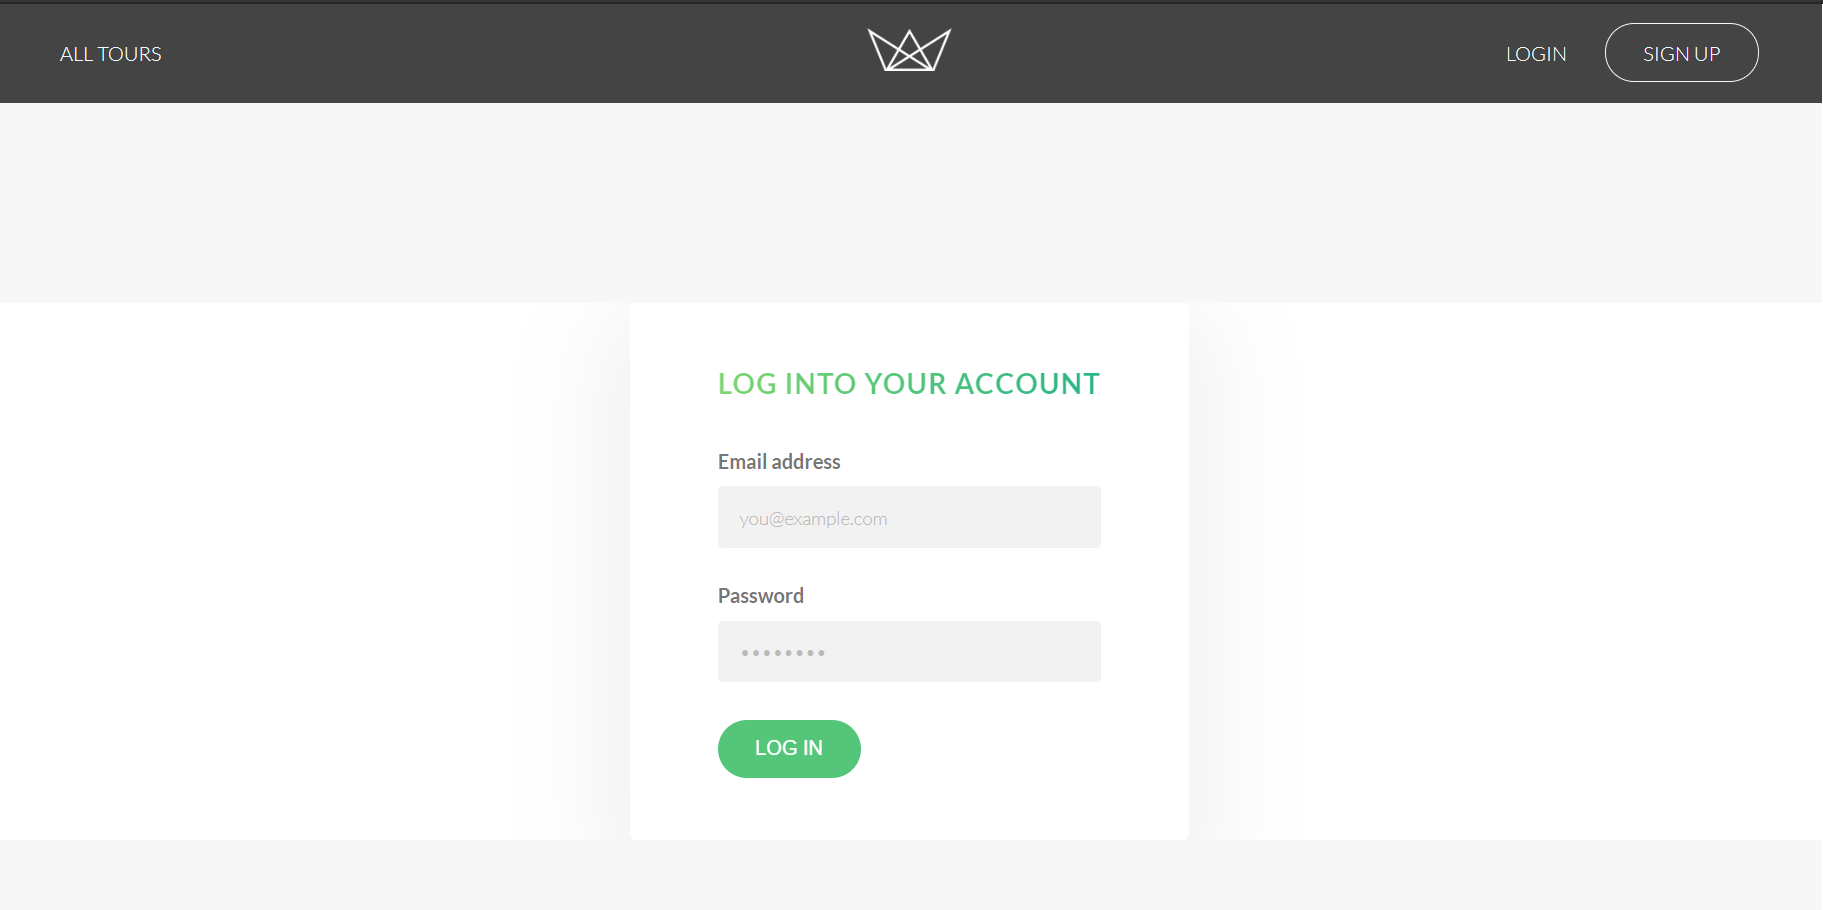 ALL TOURS
LOGIN
SIGN UP
LOG INTO YOUR ACCOUNT
Email address
you@example.com
Password
••••••••
LOG IN